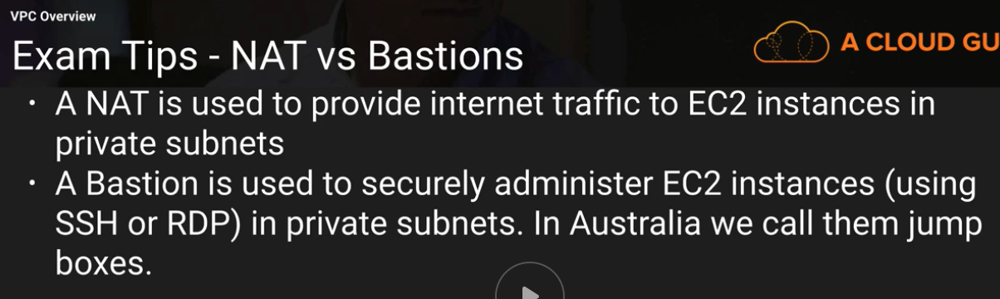 VPC Overview
Exam Tips - NAT vs Bastions
A CLOUD GU
• A NAT is used to provide internet traffic to EC2 instances in
private subnets
• A Bastion is used to securely administer EC2 instances (using
SSH or RDP) in private subnets. In Australia we call them jump
boxes.